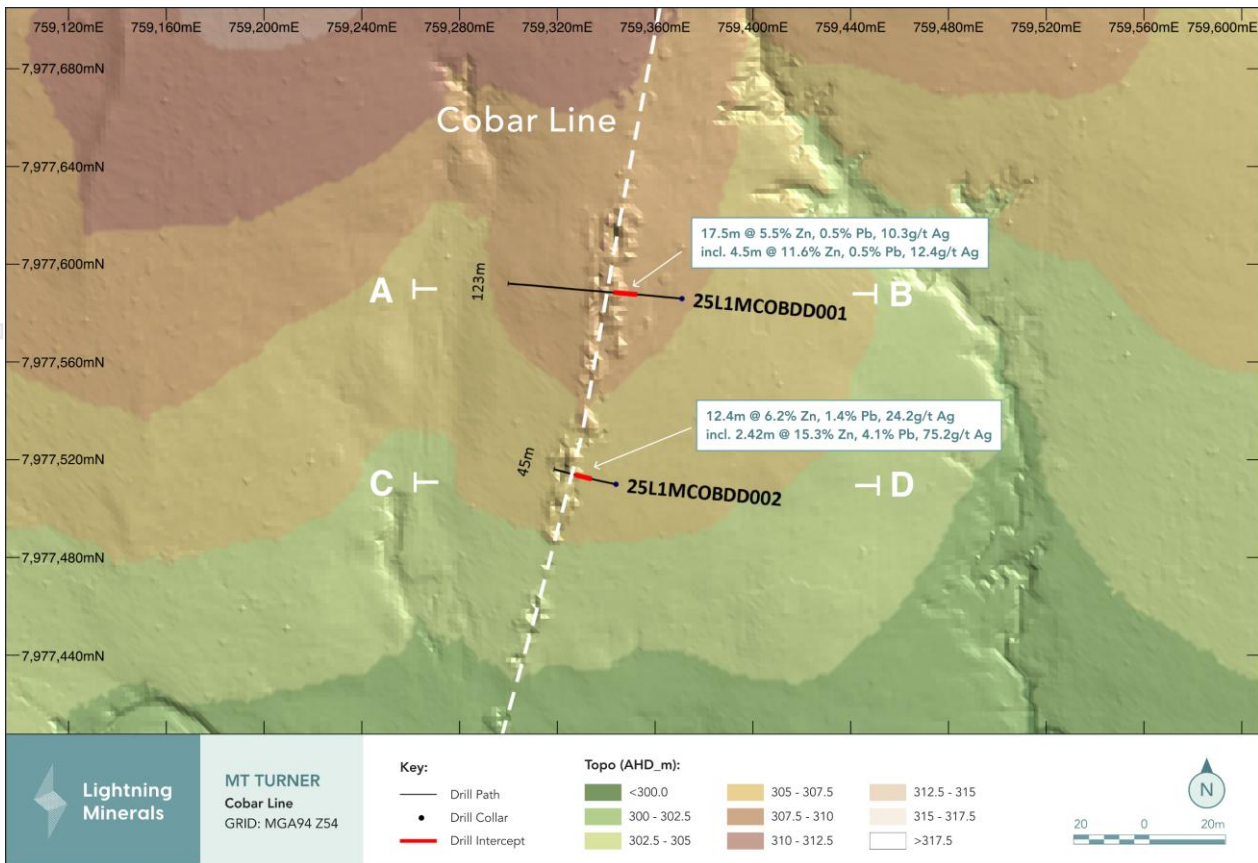 759,120mE 759,160mE 759,200mE 759,240mE 759,280mE 759,320mE 759,360mE 759,400mE 759,440mE 759,480mE 759,520mE 759,560mE 759,600mE
7,977,680mN
Cobar Line
7,977,640mN
17.5m @ 5.5% Zn, 0.5% Pb, 10.3g/t Ag
incl. 4.5m @ 11.6% Zn, 0.5% Pb, 12.4g/t Ag
7,977,600mN
A
123m
25L1MCOBDD001
B
7,977,560mN
12.4m @ 6.2% Zn, 1.4% Pb, 24.2g/t Ag
incl. 2.42m @ 15.3% Zn, 4.1% Pb, 75.2g/t Ag
7,977,520mN
C
45m
25L1MCOBDD002
D
7,977,480mN
7,977,440mN
Lightning
Minerals
MT TURNER
Cobar Line
GRID: MGA94 Z54
Key:
Drill Path
Drill Collar
Drill Intercept
Topo (AHD_m):
<300.0
300 - 302.5
302.5 - 305
305 - 307.5
307.5 - 310
310 - 312.5
312.5 - 315
315 - 317.5
>317.5
N
20 0 20m